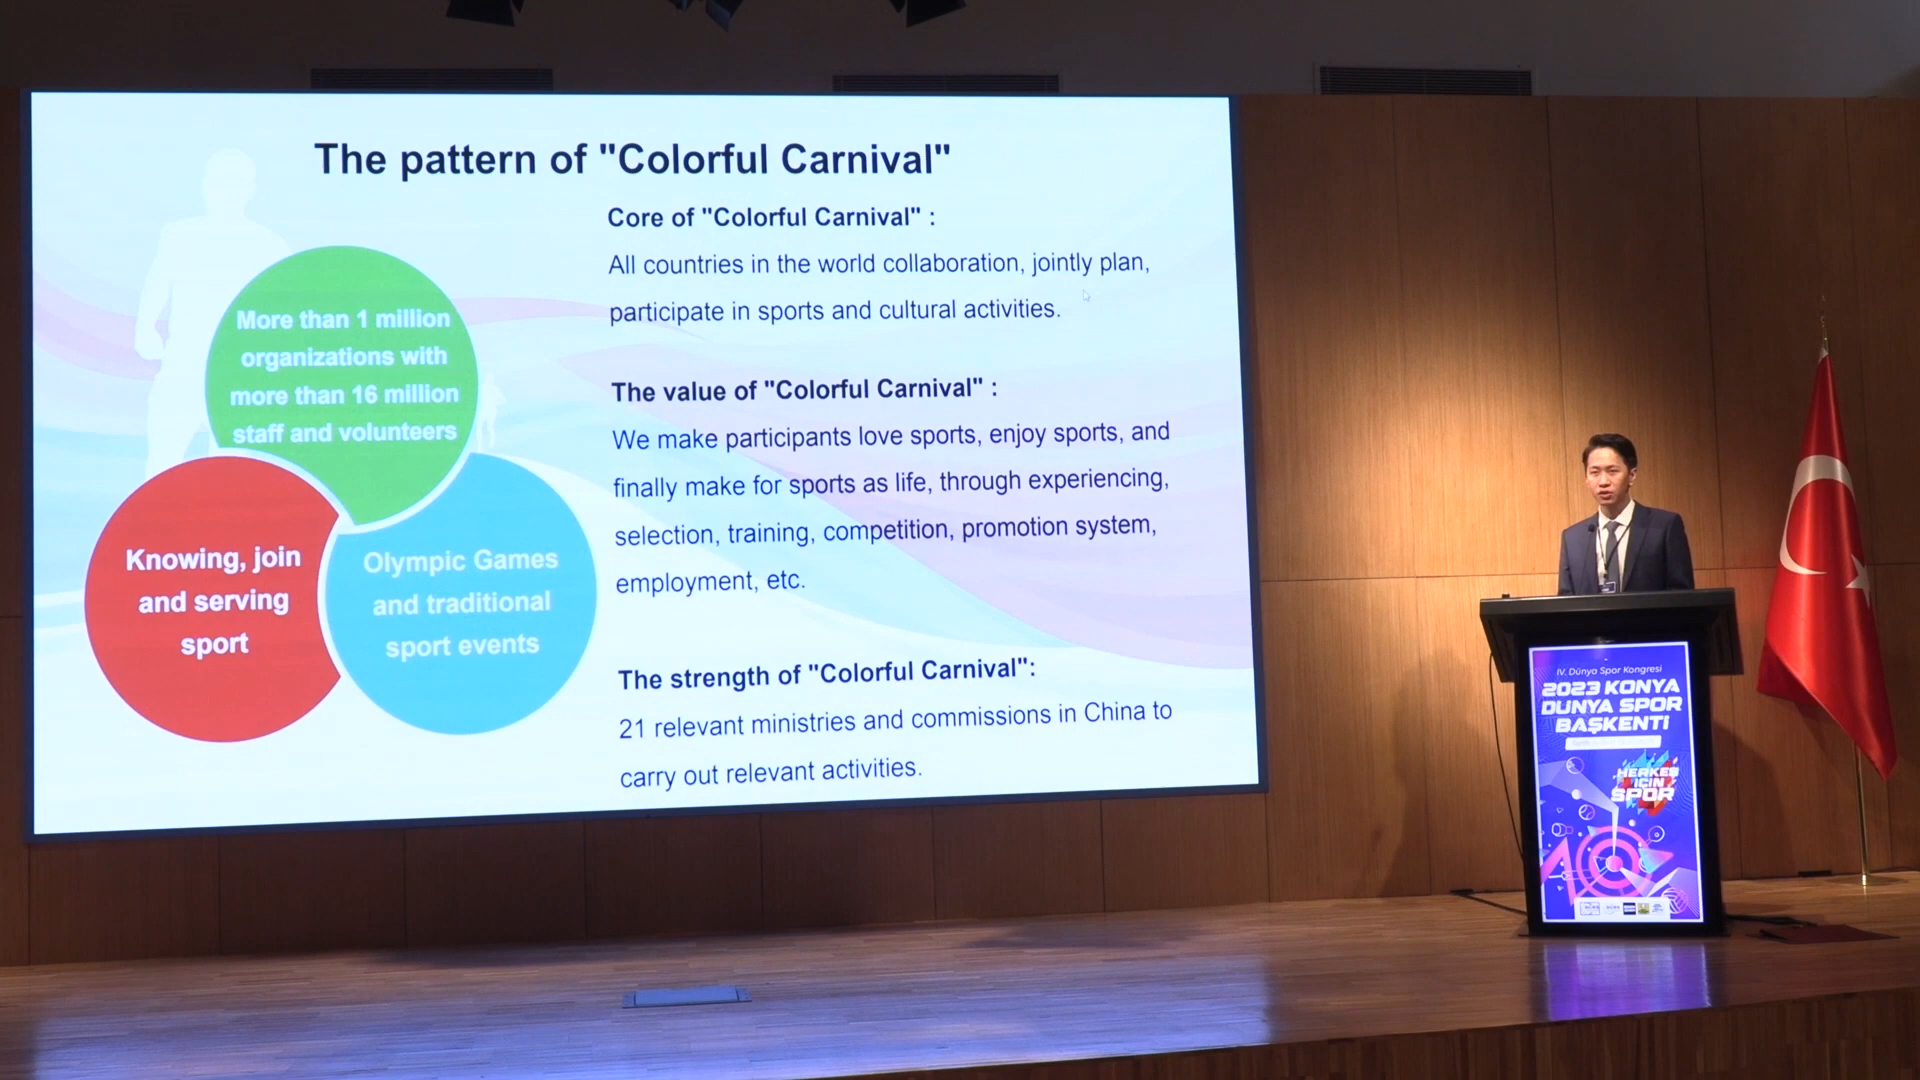 The pattern of "Colorful Carnival"
More than 1 million
organizations with
more than 16 million
staff and volunteers
Knowing, join
and serving
sport
Olympic Games
and traditional
sport events
Core of "Colorful Carnival" :
All countries in the world collaboration, jointly plan,
participate in sports and cultural activities.
The value of "Colorful Carnival" :
We make participants love sports, enjoy sports, and
finally make for sports as life, through experiencing,
selection, training, competition, promotion system,
employment, etc.
The strength of "Colorful Carnival":
21 relevant ministries and commissions in China to
carry out relevant activities.
IV. Dünya Spor Kongresi
2023 KONYA
DUNYA SPOR
BAŞKENTİ
HERKES
İÇİN
SPOR